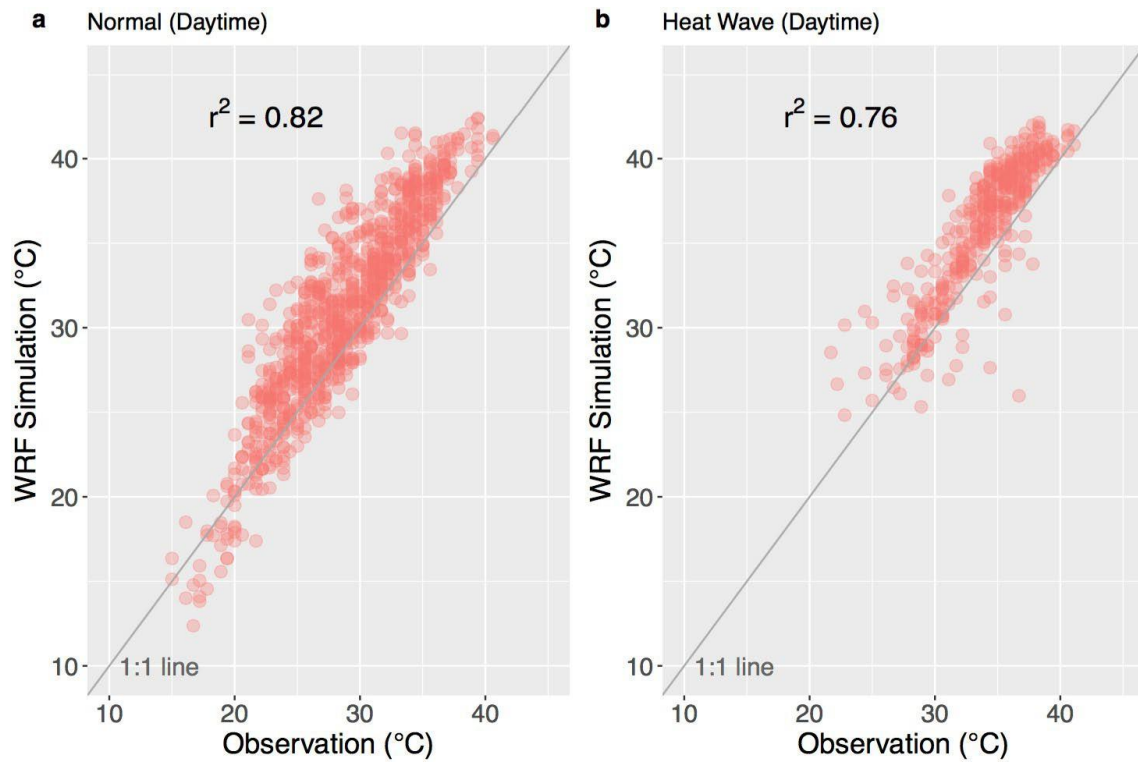 a Normal (Daytime)
r² = 0.82
40
30
20
10
WRF Simulation (°C)
1:1 line
10 20 30 40
Observation (°C)
b Heat Wave (Daytime)
r² = 0.76
40
30
20
10
WRF Simulation (°C)
1:1 line
10 20 30 40
Observation (°C)